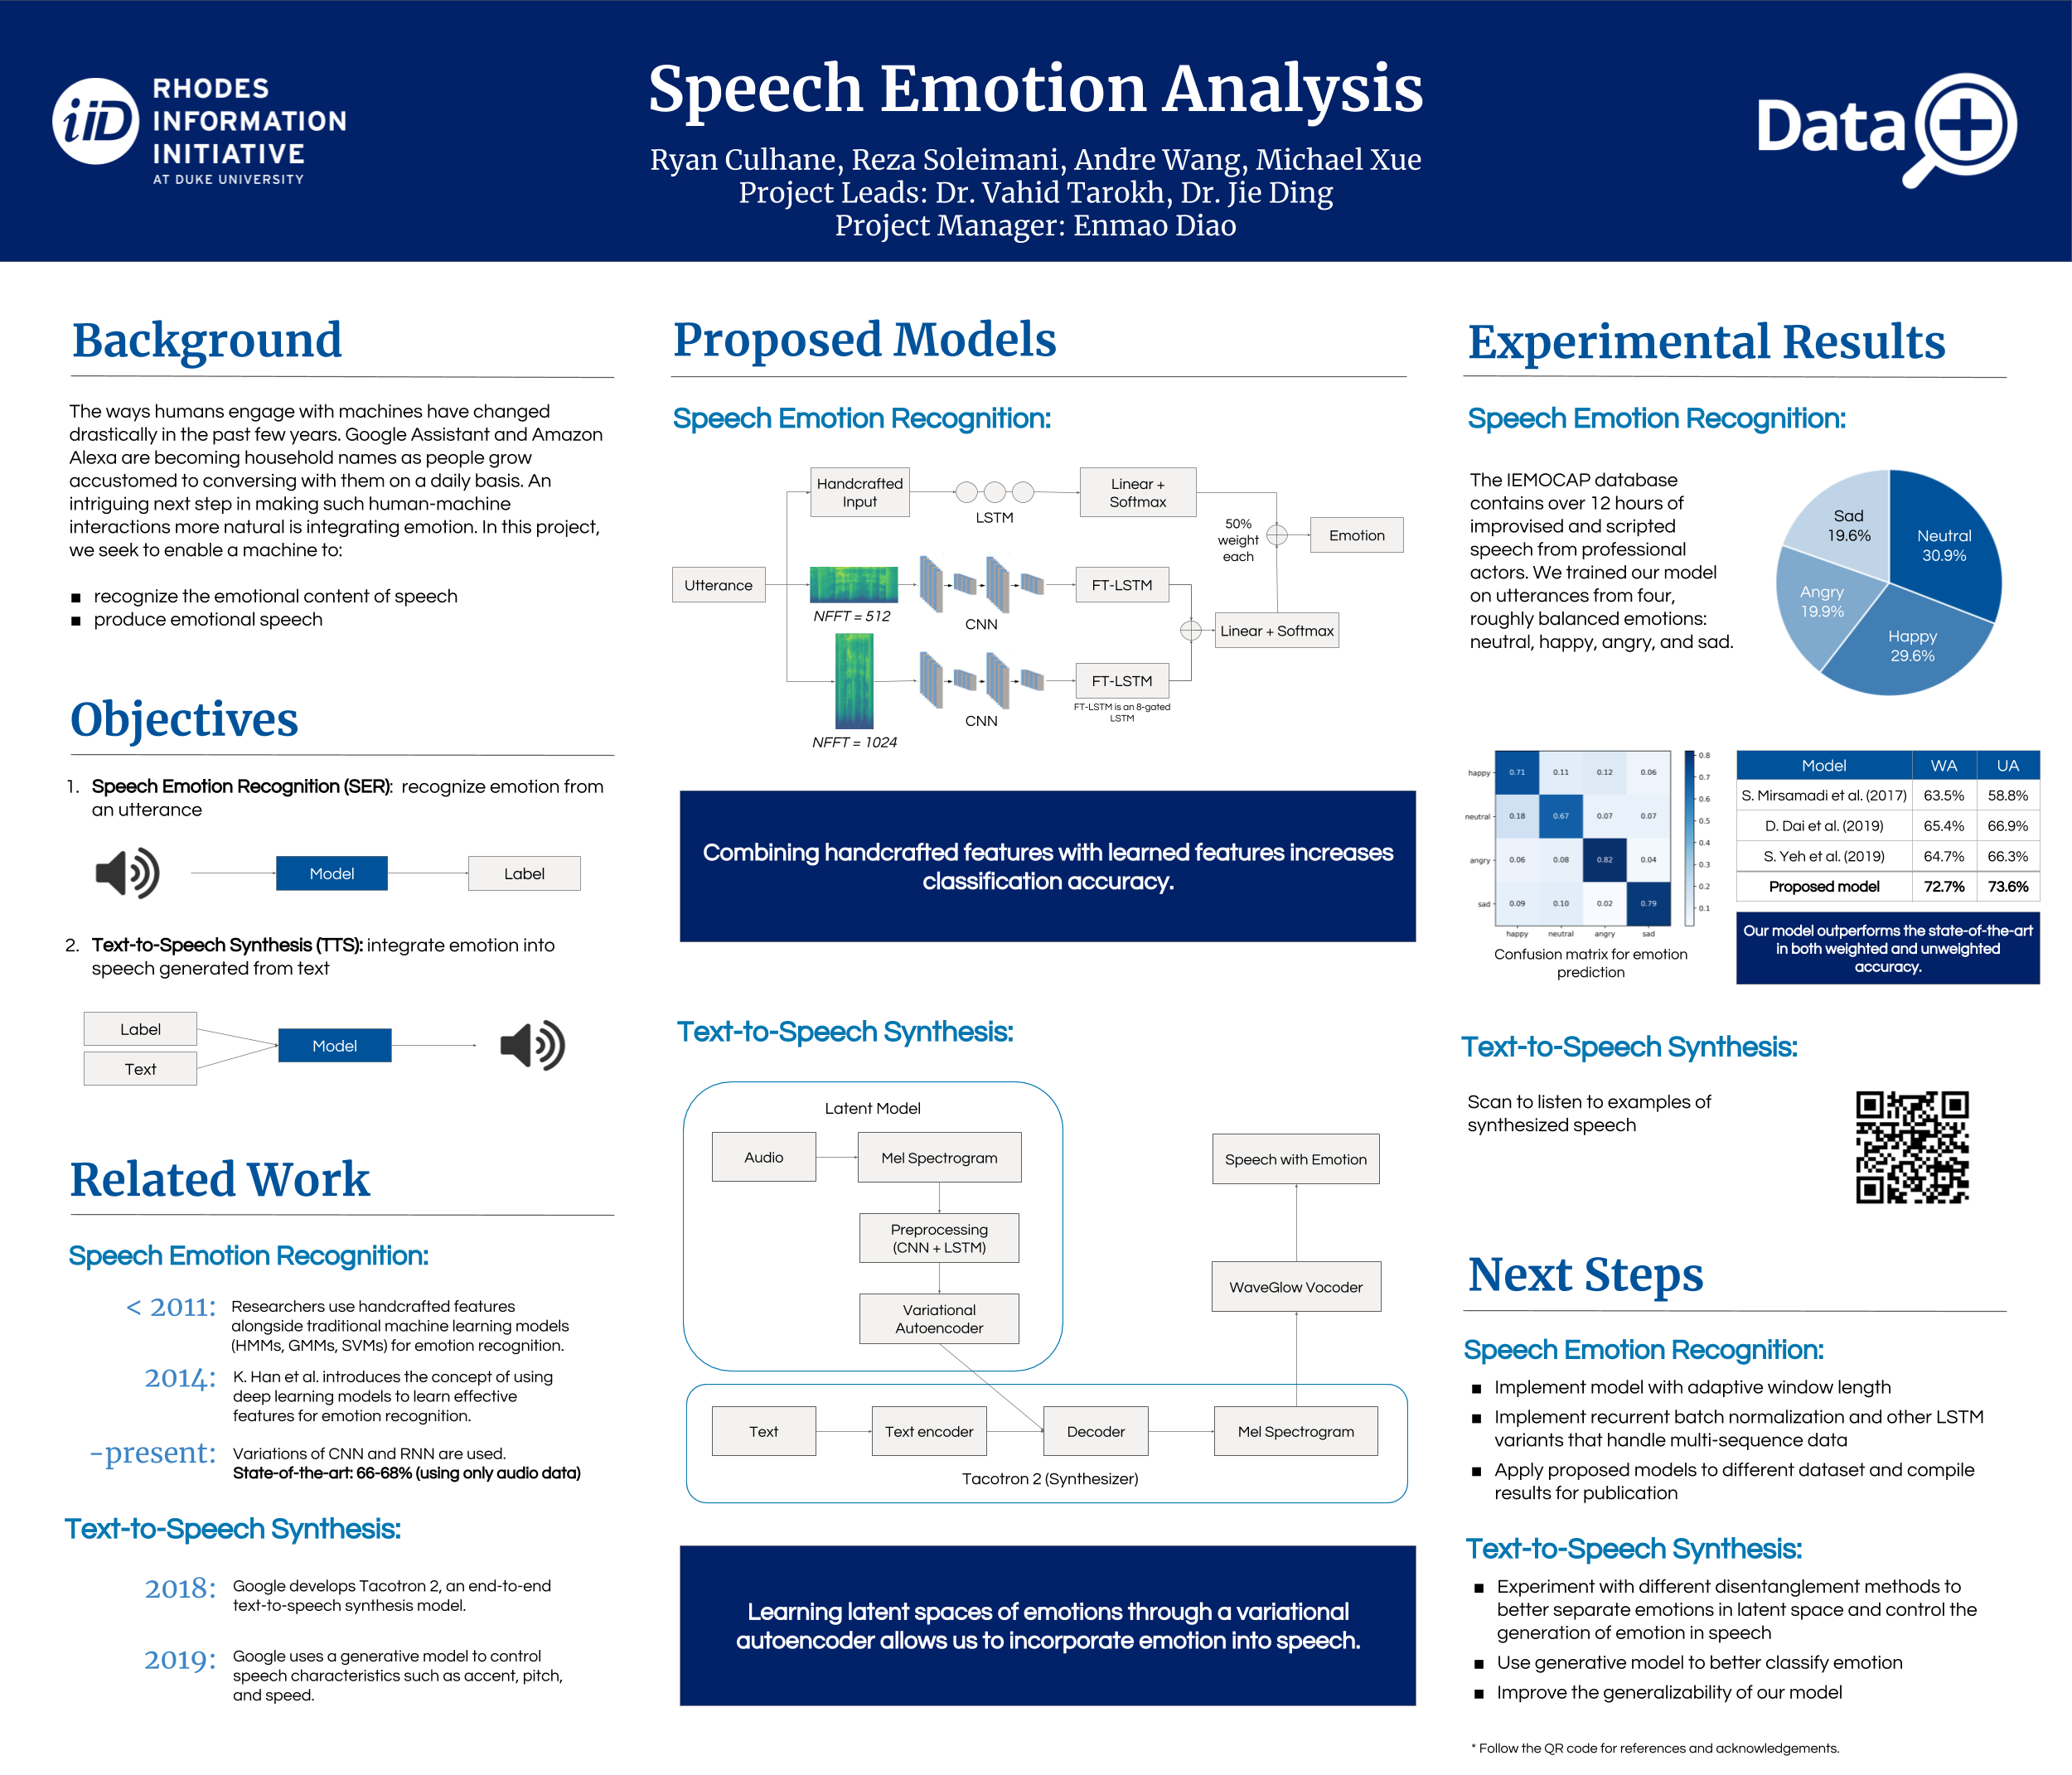 iiD
RHODES
INFORMATION
INITIATIVE
AT DUKE UNIVERSITY
Speech Emotion Analysis
Ryan Culhane, Reza Soleimani, Andre Wang, Michael Xue
Project Leads: Dr. Vahid Tarokh, Dr. Jie Ding
Project Manager: Enmao Diao
Data+
Background
The ways humans engage with machines have changed
drastically in the past few years. Google Assistant and Amazon
Alexa are becoming household names as people grow
accustomed to conversing with them on a daily basis. An
intriguing next step in making such human-machine
interactions more natural is integrating emotion. In this project,
we seek to enable a machine to:
■ recognize the emotional content of speech
■ produce emotional speech
Objectives
1. Speech Emotion Recognition (SER): recognize emotion from
an utterance
Model
Label
2. Text-to-Speech Synthesis (TTS): integrate emotion into
speech generated from text
Label
Text
Model
Related Work
Speech Emotion Recognition:
< 2011: Researchers use handcrafted features
alongside traditional machine learning models
(HMMs, GMMs, SVMs) for emotion recognition.
2014: K. Han et al. introduces the concept of using
deep learning models to learn effective
features for emotion recognition.
-present: Variations of CNN and RNN are used.
State-of-the-art: 66-68% (using only audio data)
Text-to-Speech Synthesis:
2018: Google develops Tacotron 2, an end-to-end
text-to-speech synthesis model.
2019: Google uses a generative model to control
speech characteristics such as accent, pitch,
and speed.
Proposed Models
Speech Emotion Recognition:
Utterance
Handcrafted
Input
LSTM
Linear +
Softmax
50%
weight
each
Emotion
NFFT = 512
CNN
FT-LSTM
Linear + Softmax
NFFT = 1024
CNN
FT-LSTM
FT-LSTM is an 8-gated
LSTM
Combining handcrafted features with learned features increases
classification accuracy.
Text-to-Speech Synthesis:
Latent Model
Audio
Mel Spectrogram
Preprocessing
(CNN + LSTM)
Variational
Autoencoder
Speech with Emotion
WaveGlow Vocoder
Text
Text encoder
Decoder
Mel Spectrogram
Tacotron 2 (Synthesizer)
Learning latent spaces of emotions through a variational
autoencoder allows us to incorporate emotion into speech.
Experimental Results
Speech Emotion Recognition:
The IEMOCAP database
contains over 12 hours of
improvised and scripted
speech from professional
actors. We trained our model
on utterances from four,
roughly balanced emotions:
neutral, happy, angry, and sad.
Sad
19.6%
Neutral
30.9%
Angry
19.9%
Happy
29.6%
happy 0.71 0.11 0.12 0.06
neutral 0.18 0.67 0.07 0.07
angry 0.06 0.08 0.82 0.04
sad 0.09 0.10 0.02 0.79
happy neutral angry sad
0.8
0.7
0.6
0.5
0.4
0.3
0.2
0.1
Confusion matrix for emotion
prediction
Model WA UA
S. Mirsamadi et al. (2017) 63.5% 58.8%
D. Dai et al. (2019) 65.4% 66.9%
S. Yeh et al. (2019) 64.7% 66.3%
Proposed model 72.7% 73.6%
Our model outperforms the state-of-the-art
in both weighted and unweighted
accuracy.
Text-to-Speech Synthesis:
Scan to listen to examples of
synthesized speech
Next Steps
Speech Emotion Recognition:
■ Implement model with adaptive window length
■ Implement recurrent batch normalization and other LSTM
variants that handle multi-sequence data
■ Apply proposed models to different dataset and compile
results for publication
Text-to-Speech Synthesis:
■ Experiment with different disentanglement methods to
better separate emotions in latent space and control the
generation of emotion in speech
■ Use generative model to better classify emotion
■ Improve the generalizability of our model
* Follow the QR code for references and acknowledgements.